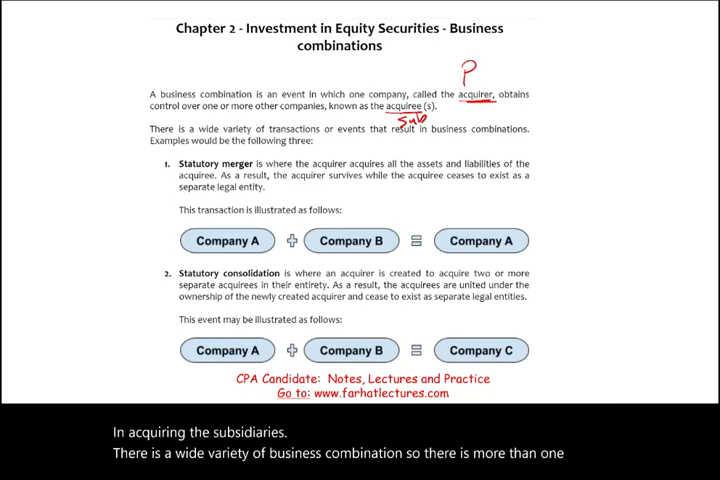 Chapter 2 - Investment in Equity Securities - Business
combinations
P
A business combination is an event in which one company, called the acquirer, obtains
control over one or more other companies, known as the acquiree (s).
Sub
There is a wide variety of transactions or events that result in business combinations.
Examples would be the following three:
1. Statutory merger is where the acquirer acquires all the assets and liabilities of the
acquiree. As a result, the acquirer survives while the acquiree ceases to exist as a
separate legal entity.
This transaction is illustrated as follows:
Company A + Company B = Company A
2. Statutory consolidation is where an acquirer is created to acquire two or more
separate acquirees in their entirety. As a result, the acquirees are united under the
ownership of the newly created acquirer and cease to exist as separate legal entities.
This event may be illustrated as follows:
Company A + Company B = Company C
CPA Candidate: Notes, Lectures and Practice
Go to: www.farhatlectures.com
In acquiring the subsidiaries.
There is a wide variety of business combination so there is more than one